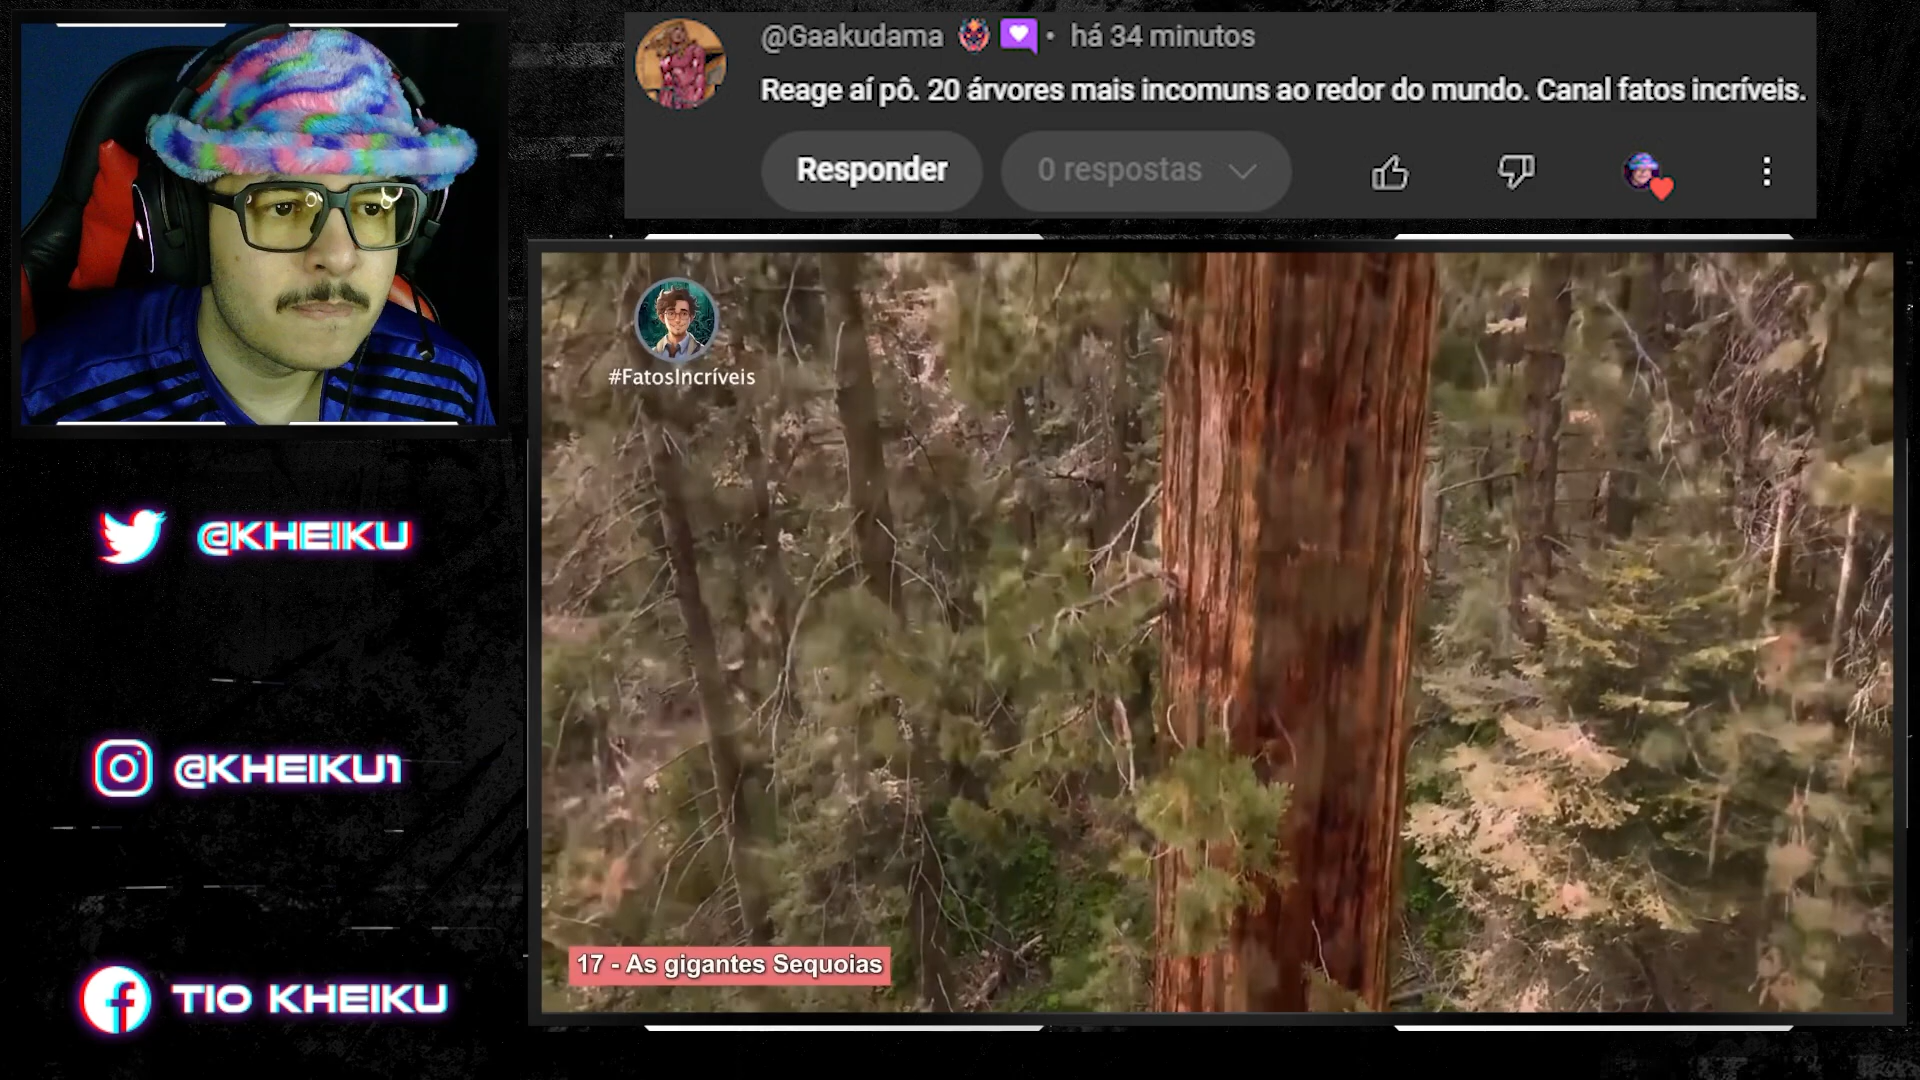 @Gaakudama • há 34 minutos
Reage aí pô. 20 árvores mais incomuns ao redor do mundo. Canal fatos incríveis.
Responder
0 respostas
#FatosIncríveis
@KHEIKU
@KHEIKU1
17 - As gigantes Sequoias
TIO KHEIKU